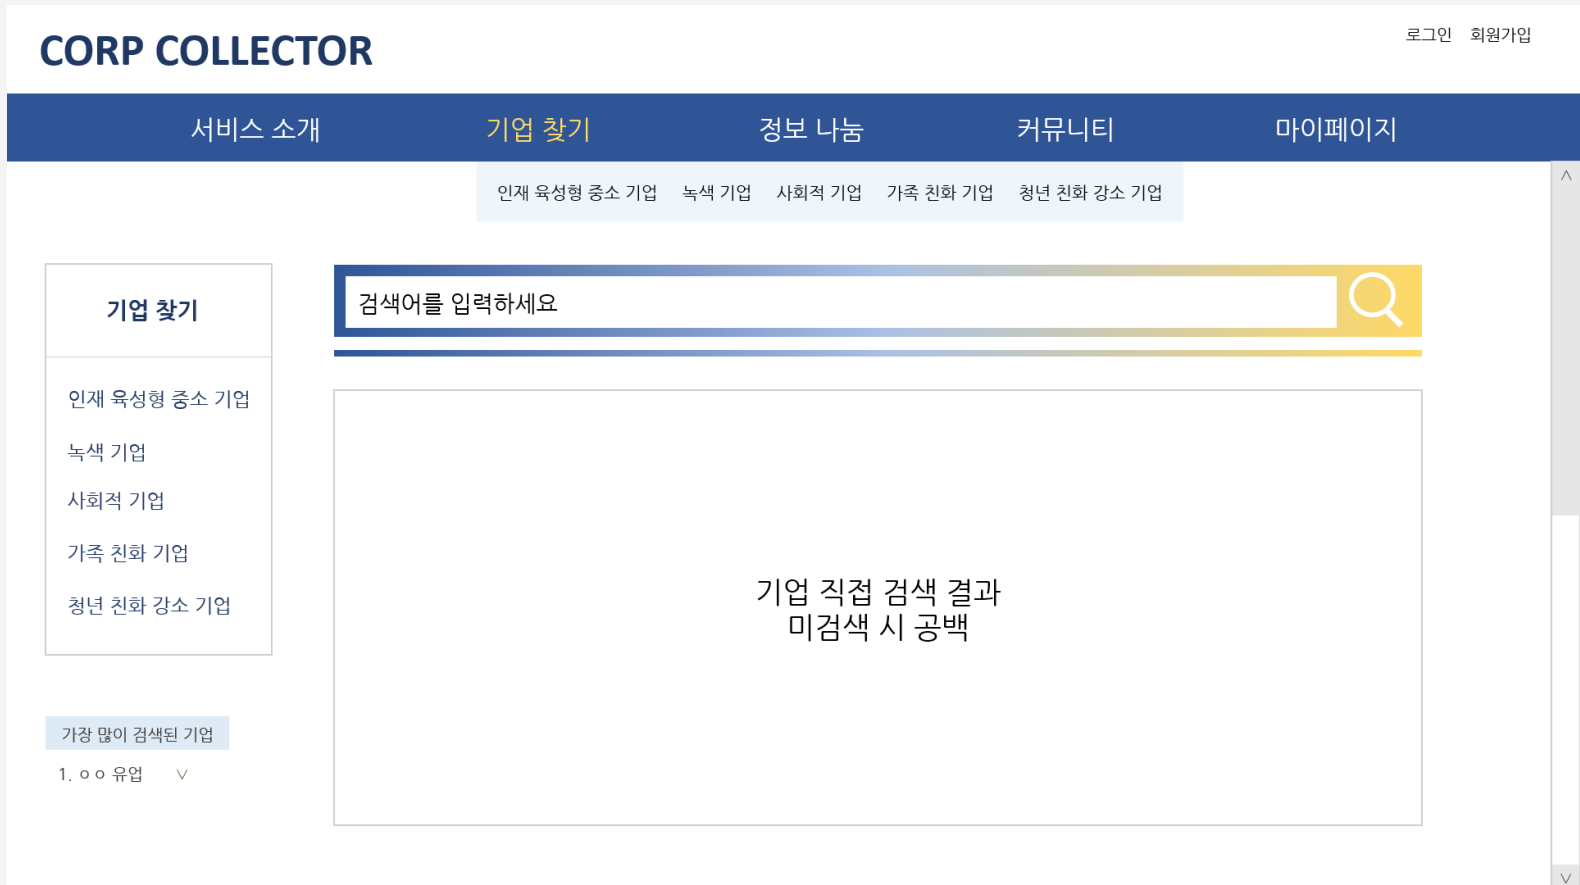 CORP COLLECTOR
로그인 회원가입
서비스 소개 기업 찾기 정보 나눔 커뮤니티 마이페이지
인재 육성형 중소 기업 녹색 기업 사회적 기업 가족 친화 기업 청년 친화 강소 기업
기업 찾기
인재 육성형 중소 기업
녹색 기업
사회적 기업
가족 친화 기업
청년 친화 강소 기업
가장 많이 검색된 기업
1. ㅇㅇ 유업
검색어를 입력하세요
기업 직접 검색 결과
미검색 시 공백